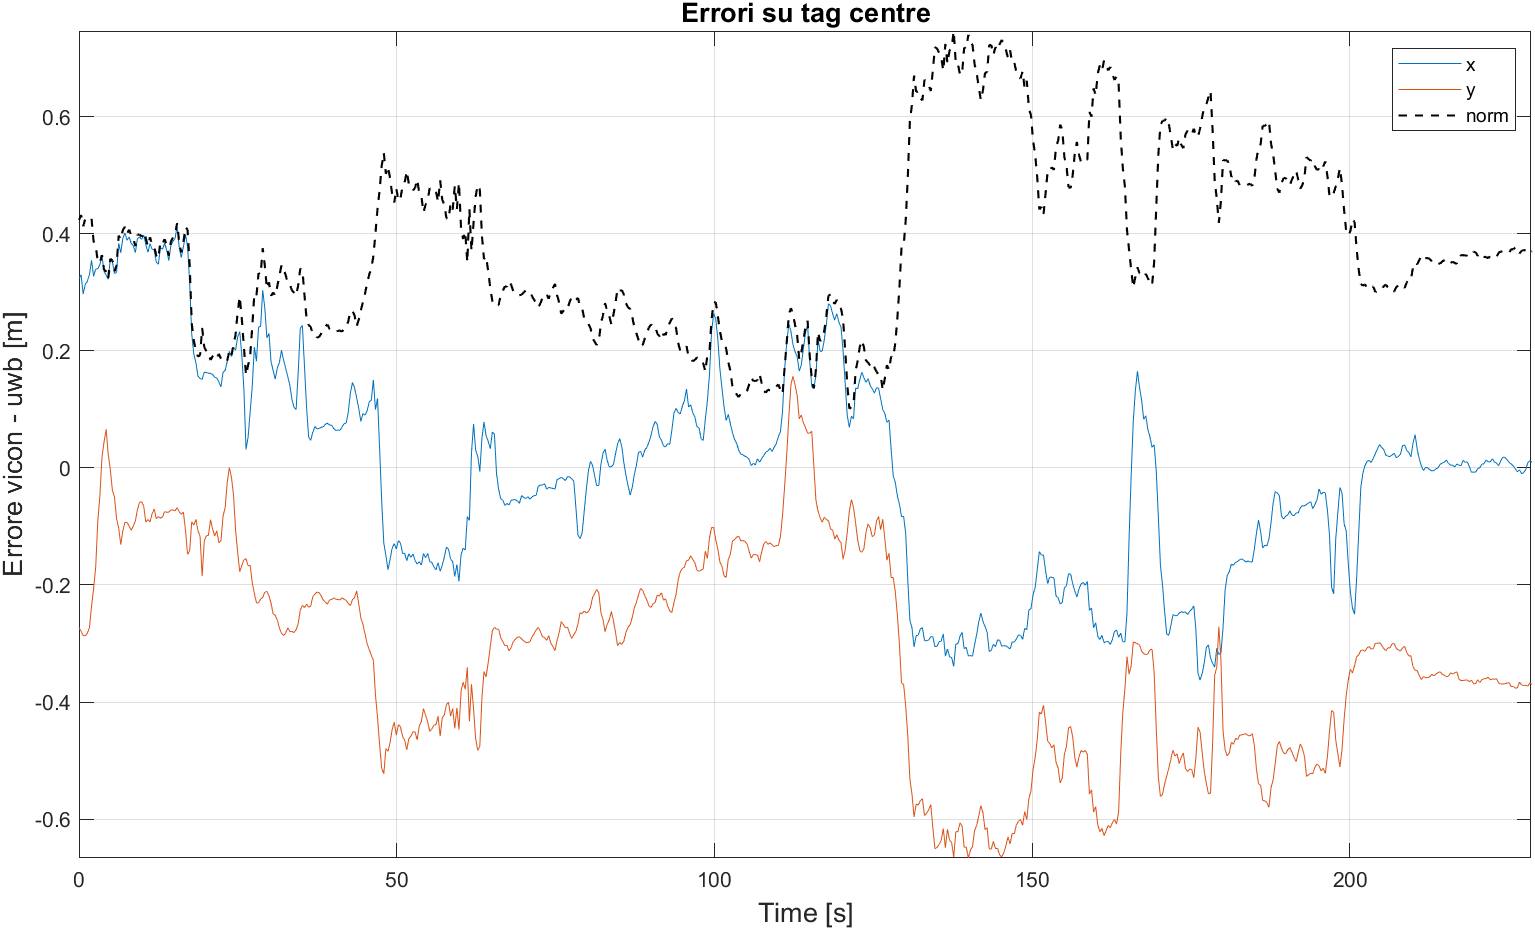 Errori su tag centre
x
y
norm
Errore vicon - uwb [m]
0.6
0.4
0.2
0
-0.2
-0.4
-0.6
0 50 100 150 200
Time [s]